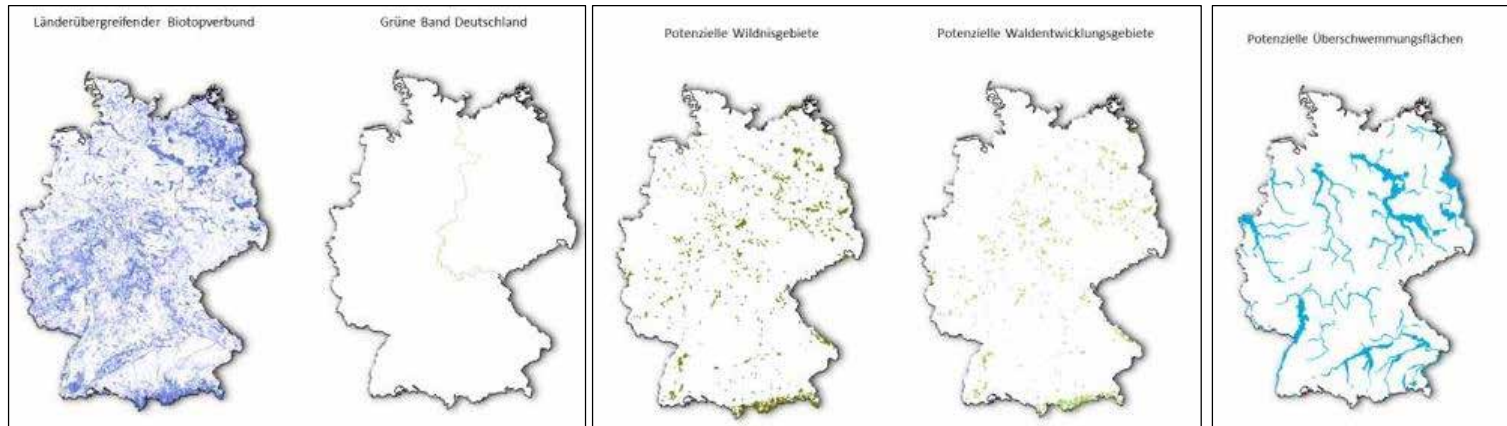 Länderübergreifender Biotopverbund
Grüne Band Deutschland
Potenzielle Wildnisgebiete
Potenzielle Waldentwicklungsgebiete
Potenzielle Überschwemmungsflächen